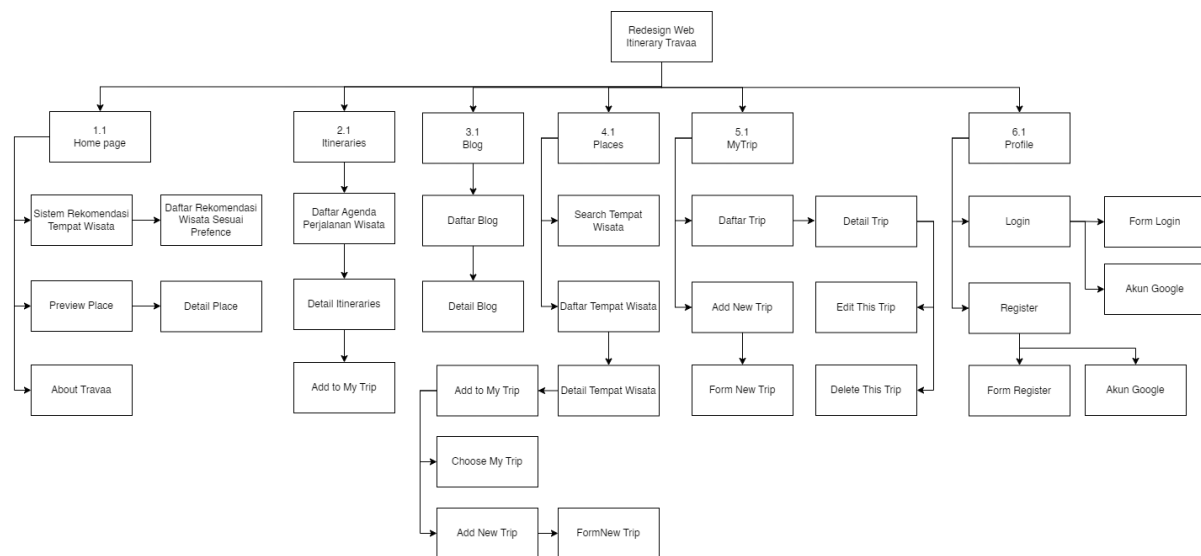 Redesign Web
Itinerary Travaa
1.1
Home page
2.1
Itineraries
3.1
Blog
4.1
Places
5.1
MyTrip
6.1
Profile
Sistem Rekomendasi
Tempat Wisata
Daftar Rekomendasi
Wisata Sesuai
Prefence
Daftar Agenda
Perjalanan Wisata
Daftar Blog
Search Tempat
Wisata
Daftar Trip
Detail Trip
Login
Form Login
Akun Google
Preview Place
Detail Place
Detail Itineraries
Detail Blog
Daftar Tempat Wisata
Add New Trip
Edit This Trip
Register
About Travaa
Add to My Trip
Add to My Trip
Detail Tempat Wisata
Form New Trip
Delete This Trip
Form Register
Akun Google
Choose My Trip
Add New Trip
FormNew Trip